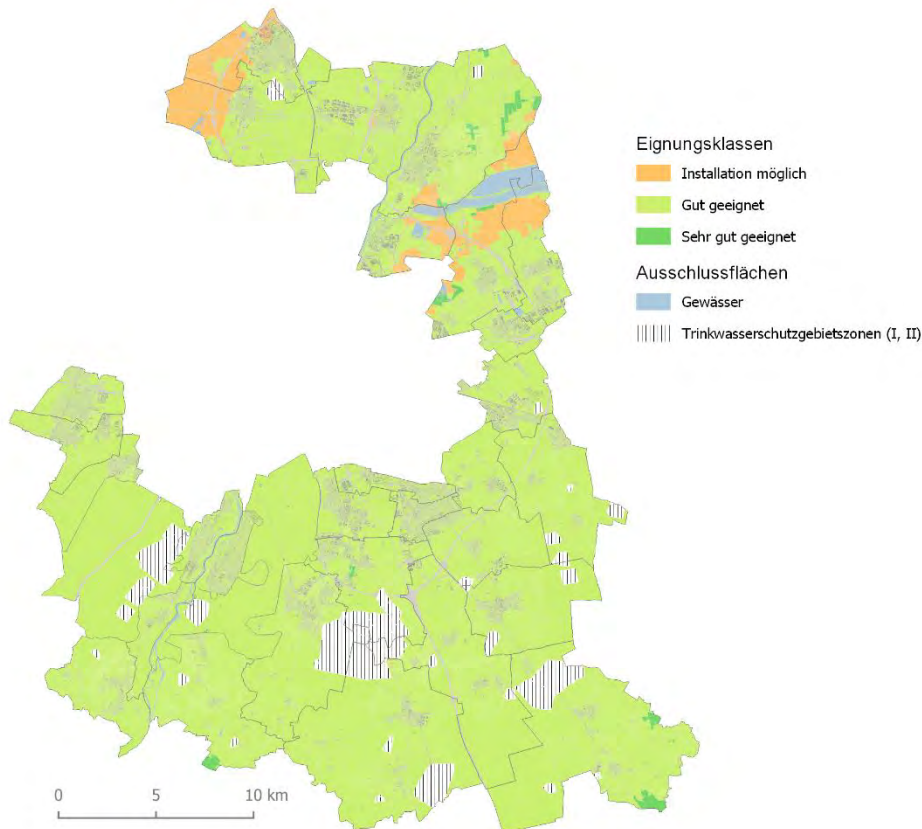 Eignungsklassen
Installation möglich
Gut geeignet
Sehr gut geeignet
Ausschlussflächen
Gewässer
Trinkwasserschutzgebietszonen (I, II)
0 5 10 km